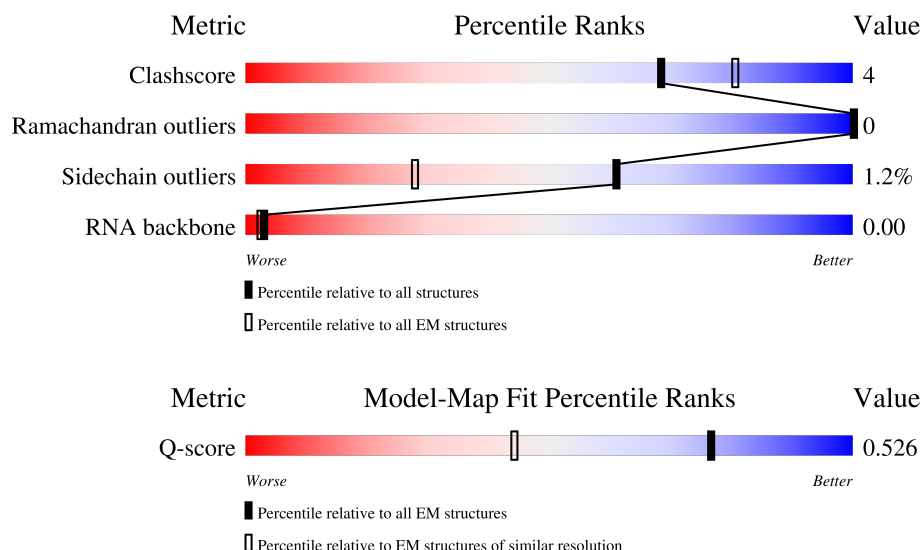 Metric Percentile Ranks Value
Clashscore 4
Ramachandran outliers 0
Sidechain outliers 1.2%
RNA backbone 0.00
Worse Better
Percentile relative to all structures
Percentile relative to all EM structures
Metric Model-Map Fit Percentile Ranks Value
Q-score 0.526
Worse Better
Percentile relative to all EM structures
Percentile relative to EM structures of similar resolution